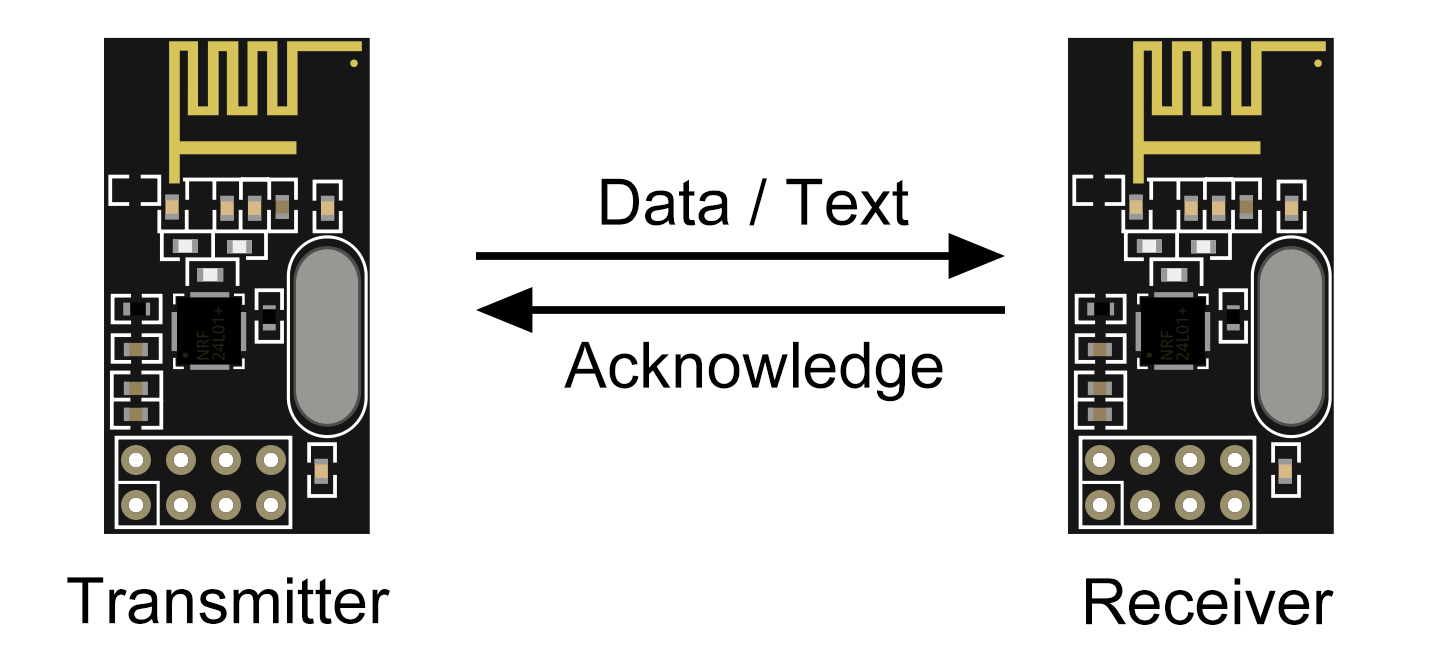 Data / Text
Acknowledge
NRF
24L01+
NRF
24L01+
Transmitter
Receiver